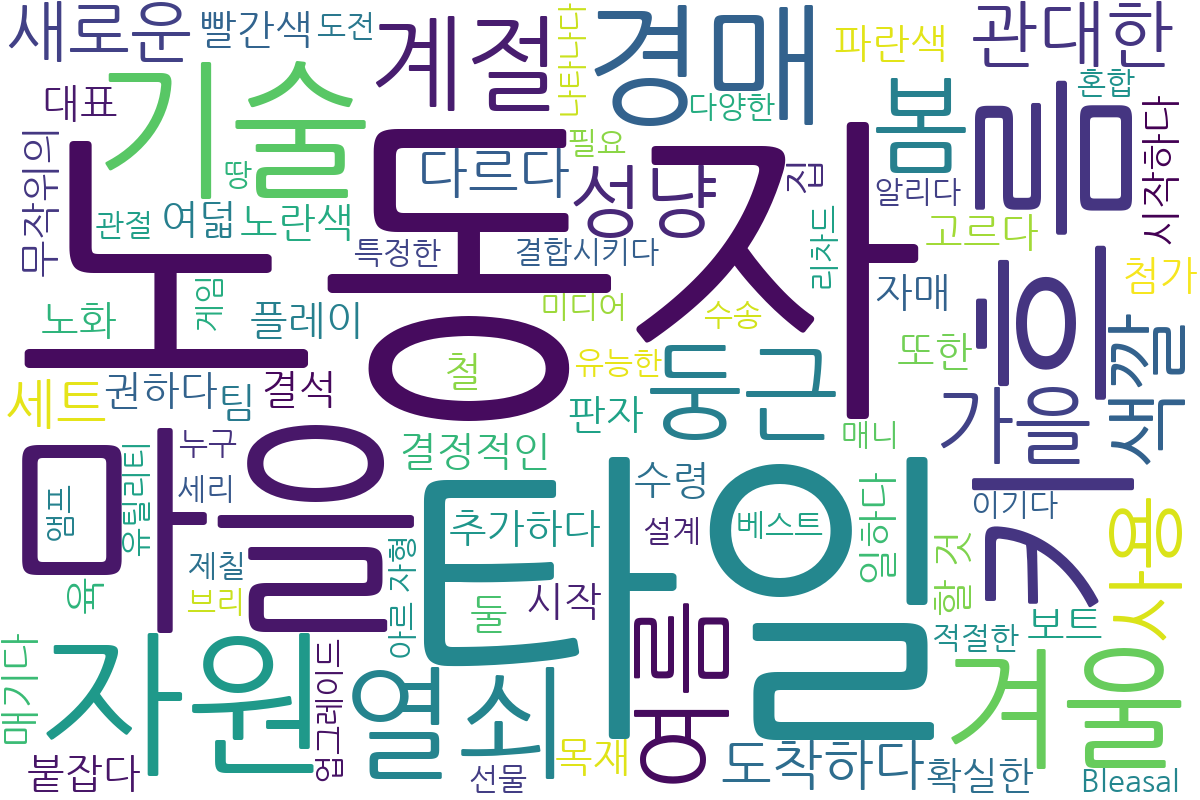 새로운
빨간색
도전
계절
나타나다
경매
파란색
관대한
기술
대표
다양한
혼합
봄
름
시작하다
무작위의
땅
노동자
다르다
필요
성냥
집
알리다
관절
여덟
노란색
특정한
결합시키다
리차드
고르다
노화
게임
플레이
미디어
수송
자매
흐
첨가
또한
세트
권하다
팀
결석
철
유능한
둥근
판자
가을
색깔
마을
누구
결정적인
매니
앰프
유틸리티
세리
타일
수령
일하다
이기다
키
추가하다
설계
베스트
사용
욕
제칠
브리
아르 자형
둘
시작
여름
할 것
적절한
보트
매기다
자원
업그레이드
열쇠
겨울
붙잡다
선물
목재
도착하다
확실한
Bleasal